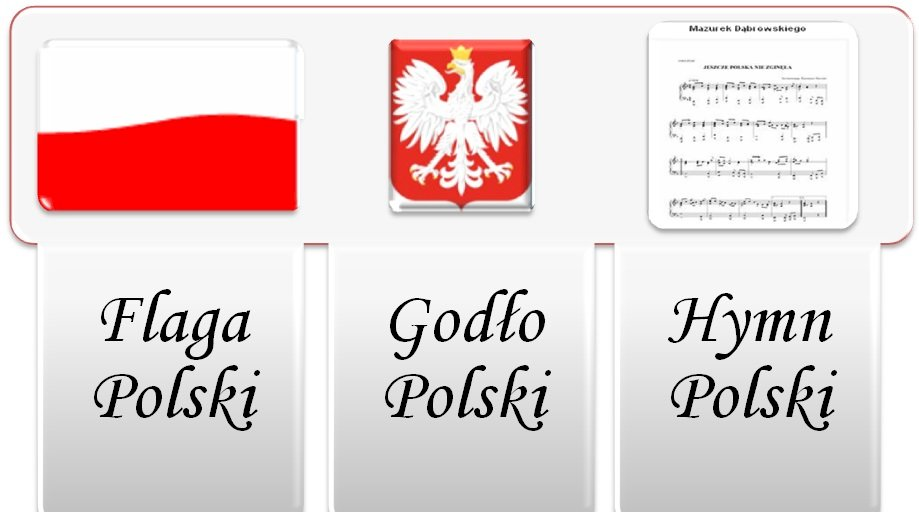 Mazurek Dąbrowskiego
JESZCZE POLSKA NIE ZGINĘŁA
Flaga
Polski
Godło
Polski
Hymn
Polski